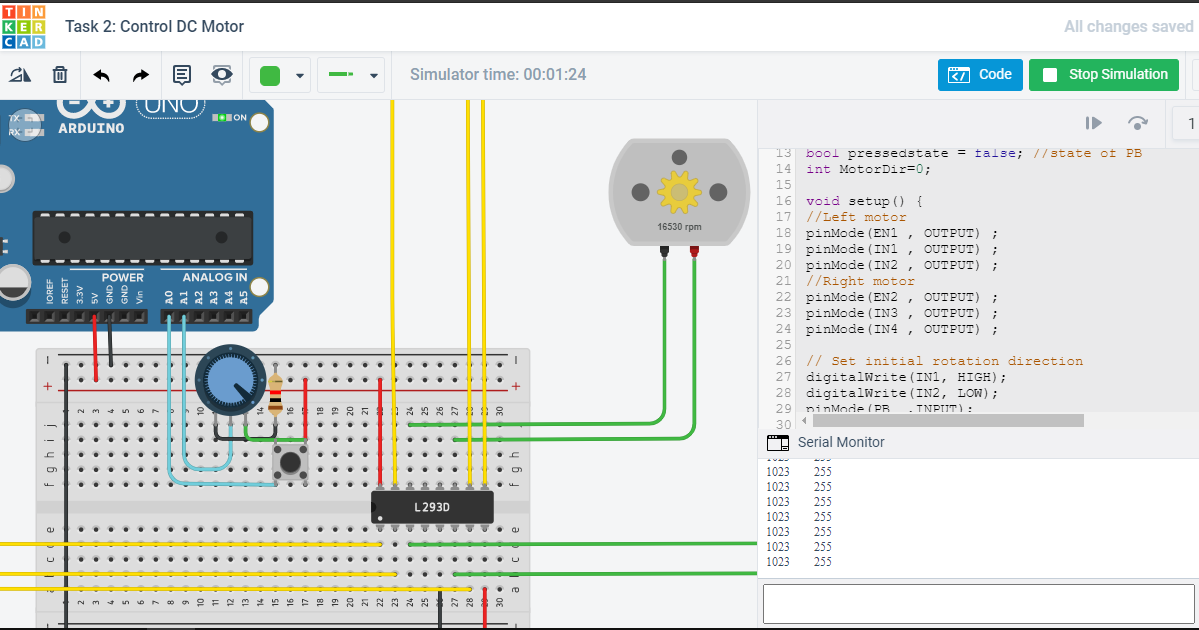 TIN
KER
CAD
Task 2: Control DC Motor
All changes saved
Simulator time: 00:01:24
Code
Stop Simulation
1
UNO
TX
RX
ARDUINO
ON
POWER
ANALOG IN
IOREF
RESET
3.3V
5V
GND
GND
Vin
A0
A1
A2
A3
A4
A5
16530 rpm
L293D
13 bool pressedstate = false; //state of PB
14 int MotorDir=0;
15
16 void setup() {
17 //Left motor
18 pinMode(EN1 , OUTPUT) ;
19 pinMode(IN1 , OUTPUT) ;
20 pinMode(IN2 , OUTPUT) ;
21 //Right motor
22 pinMode(EN2 , OUTPUT) ;
23 pinMode(IN3 , OUTPUT) ;
24 pinMode(IN4 , OUTPUT) ;
25
26 // Set initial rotation direction
27 digitalWrite(IN1, HIGH);
28 digitalWrite(IN2, LOW);
29 pinMode(PB ,INPUT);
30
Serial Monitor
1023 255
1023 255
1023 255
1023 255
1023 255
1023 255
1023 255
1023 255